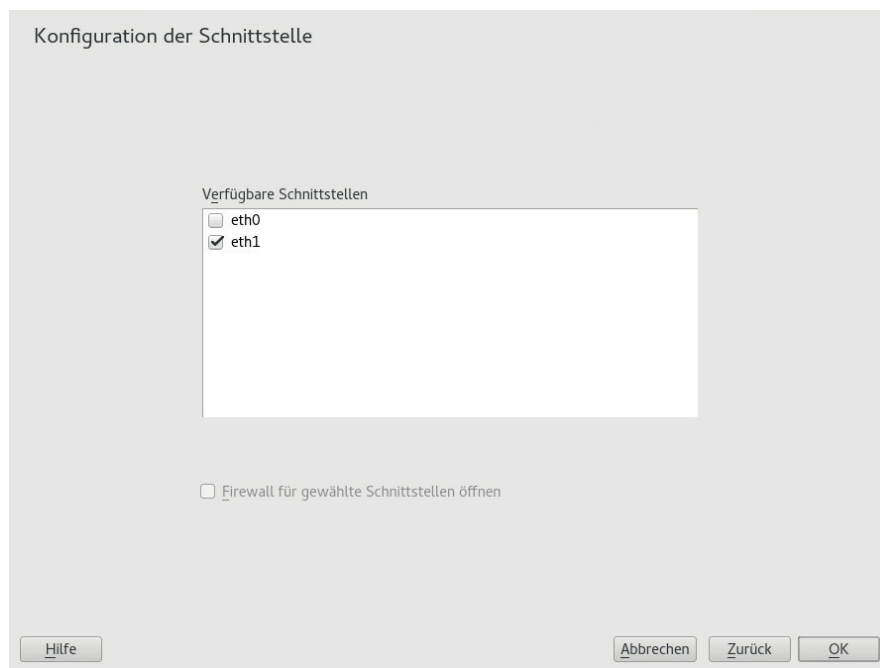 Konfiguration der Schnittstelle
Verfügbare Schnittstellen
eth0
eth1
Firewall für gewählte Schnittstellen öffnen
Hilfe
Abbrechen
Zurück
OK